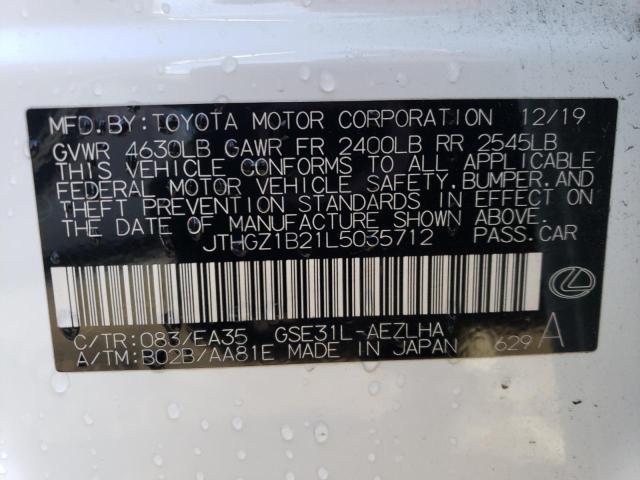 MFD. BY: TOYOTA MOTOR CORPORATION 12/19
GVWR 4630LB GAWR FR 2400LB RR 2545LB
THIS VEHICLE CONFORMS TO ALL APPLICABLE
FEDERAL MOTOR VEHICLE SAFETY, BUMPER, AND
THEFT PREVENTION STANDARDS IN EFFECT ON
THE DATE OF MANUFACTURE SHOWN ABOVE.
JTHGZ1B21L5035712 PASS. CAR
C/TR: 083/EA35 GSE31L-AEZLHA
A/TM: B02B/AA81E MADE IN JAPAN 629 A